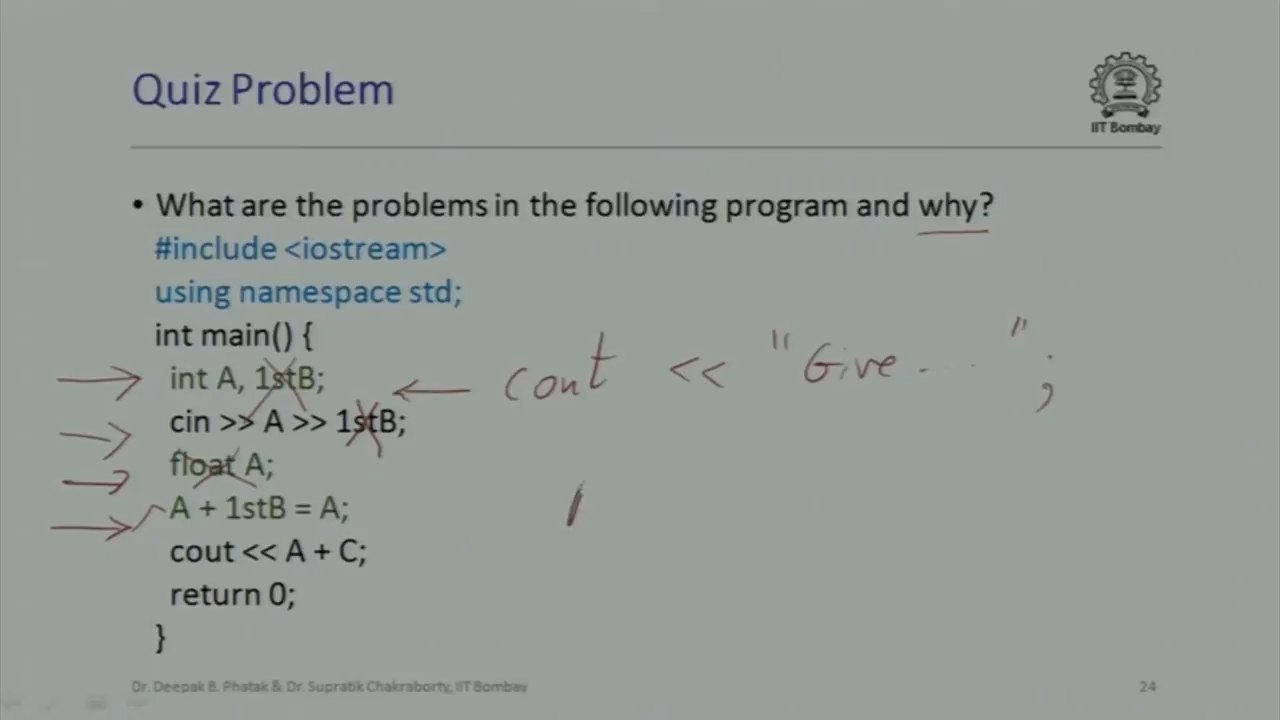 Quiz Problem
IIT Bombay
• What are the problems in the following program and why?
#include <iostream>
using namespace std;
int main() {
int A, 1stB;
cout << "Give ...";
cin >> A >> 1stB;
float A;
A + 1stB = A;
cout << A + C;
return 0;
}
Dr. Deepak B. Phatak & Dr. Supratik Chakraborty, IIT Bombay
24